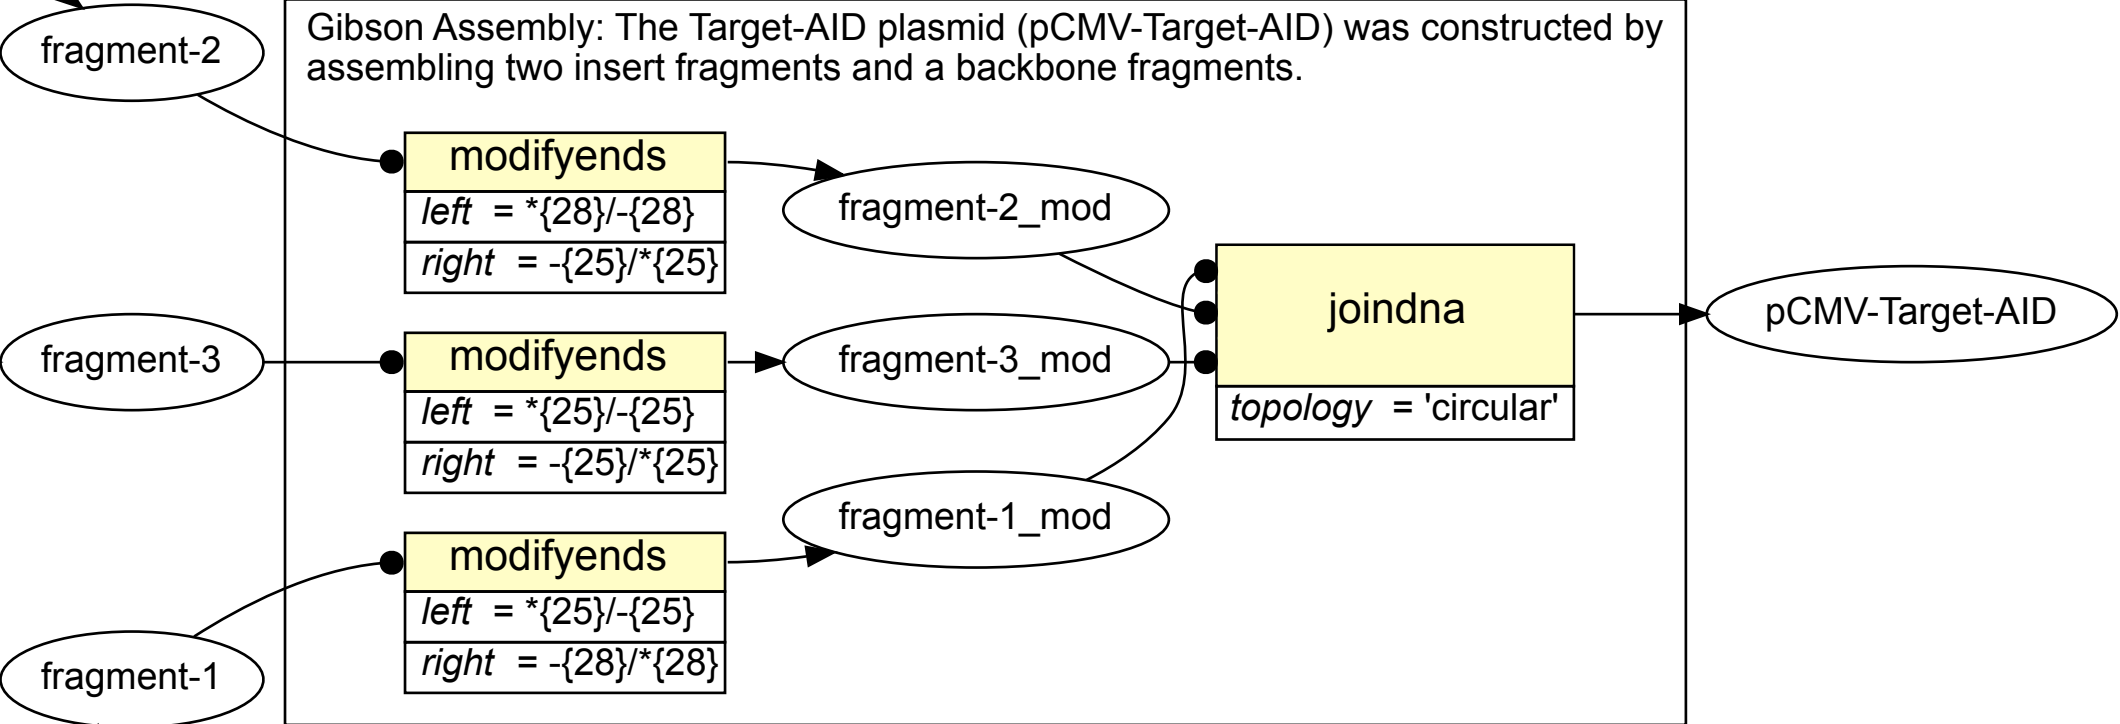 fragment-2
Gibson Assembly: The Target-AID plasmid (pCMV-Target-AID) was constructed by
assembling two insert fragments and a backbone fragments.
modifyends
left = *{28}/-{28}
right = -{25}/*{25}
fragment-2_mod
fragment-3
modifyends
left = *{25}/-{25}
right = -{25}/*{25}
fragment-3_mod
joindna
topology = 'circular'
pCMV-Target-AID
fragment-1
modifyends
left = *{25}/-{25}
right = -{28}/*{28}
fragment-1_mod